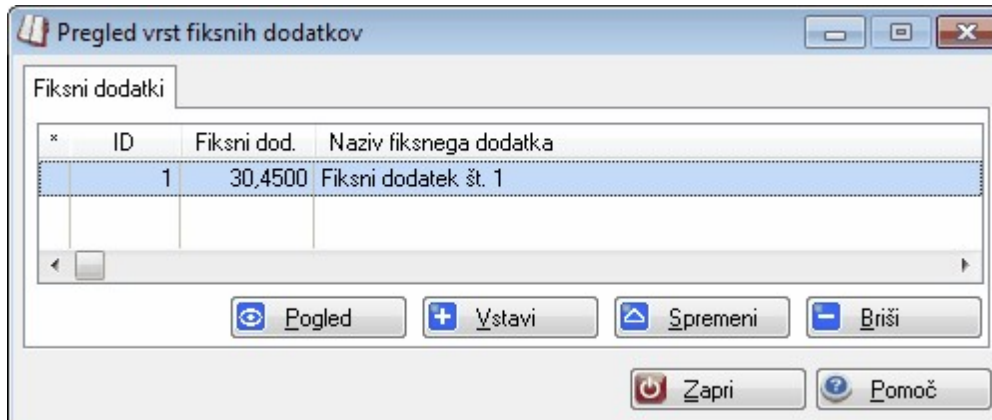 Pregled vrst fiksnih dodatkov
Fiksni dodatki
* ID Fiksni dod. Naziv fiksnega dodatka
1 30,4500 Fiksni dodatek št. 1
Pogled Vstavi Spremeni Briši
Zapri Pomoč